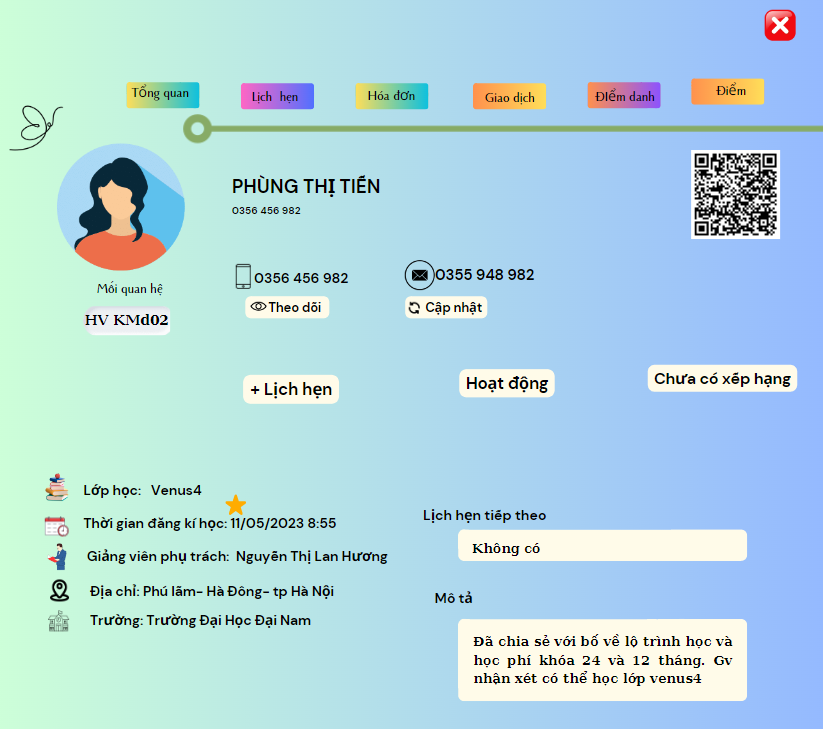 Tổng quan
Lịch hẹn
Hóa đơn
Giao dịch
ĐIểm danh
Điểm
PHÙNG THỊ TIẾN
0356 456 982
0356 456 982
0355 948 982
Theo dõi
Cập nhật
Mối quan hệ
HV KMd02
+ Lịch hẹn
Hoạt động
Chưa có xếp hạng
Lớp học: Venus4
Thời gian đăng kí học: 11/05/2023 8:55
Giảng viên phụ trách: Nguyễn Thị Lan Hương
Địa chỉ: Phú lãm- Hà Đông- tp Hà Nội
Trường: Trường Đại Học Đại Nam
Lịch hẹn tiếp theo
Không có
Mô tả
Đã chia sẻ với bố về lộ trình học và
học phí khóa 24 và 12 tháng. Gv
nhận xét có thể học lớp venus4